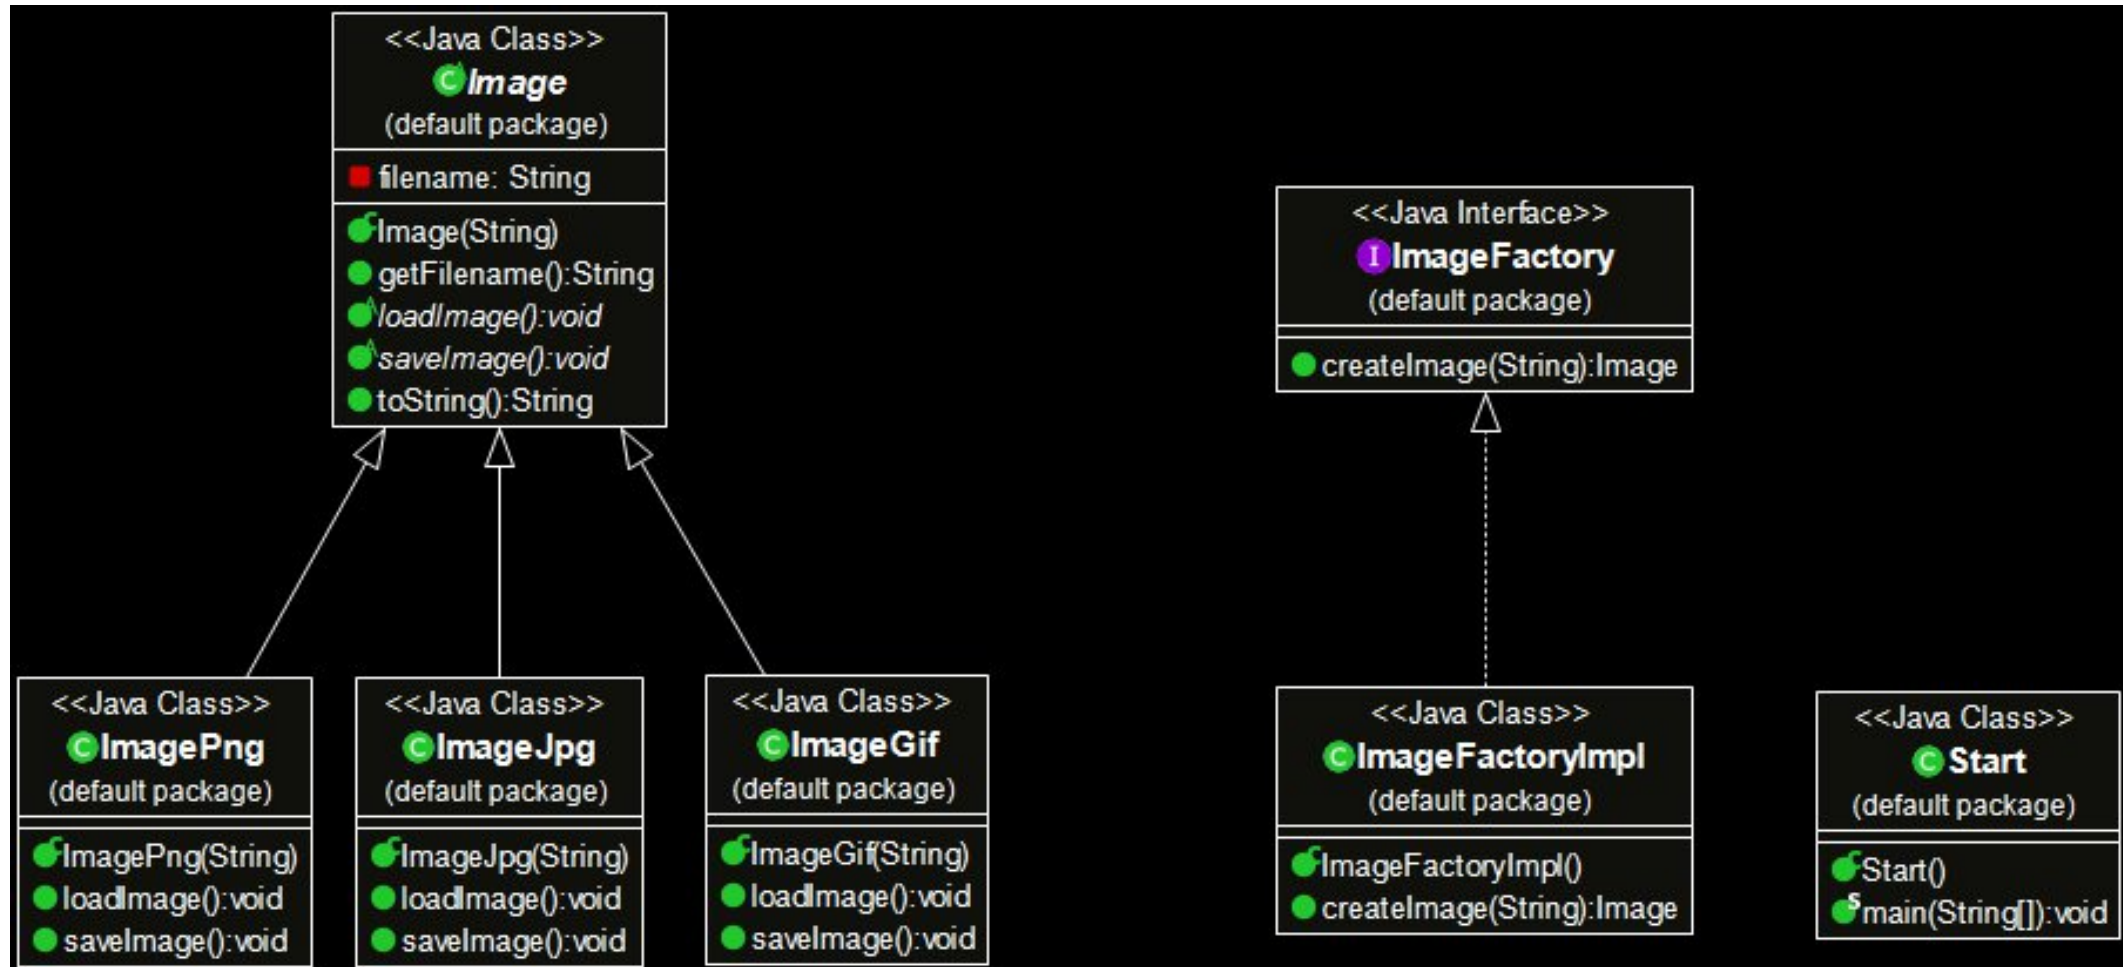 <<Java Class>>
Image
(default package)
filename: String
Image(String)
getFilename():String
loadImage():void
saveImage():void
toString():String
<<Java Interface>>
ImageFactory
(default package)
createImage(String):Image
<<Java Class>>
ImagePng
(default package)
ImagePng(String)
loadImage():void
saveImage():void
<<Java Class>>
ImageJpg
(default package)
ImageJpg(String)
loadImage():void
saveImage():void
<<Java Class>>
ImageGif
(default package)
ImageGif(String)
loadImage():void
saveImage():void
<<Java Class>>
ImageFactoryImpl
(default package)
ImageFactoryImpl()
createImage(String):Image
<<Java Class>>
Start
(default package)
Start()
main(String[]):void